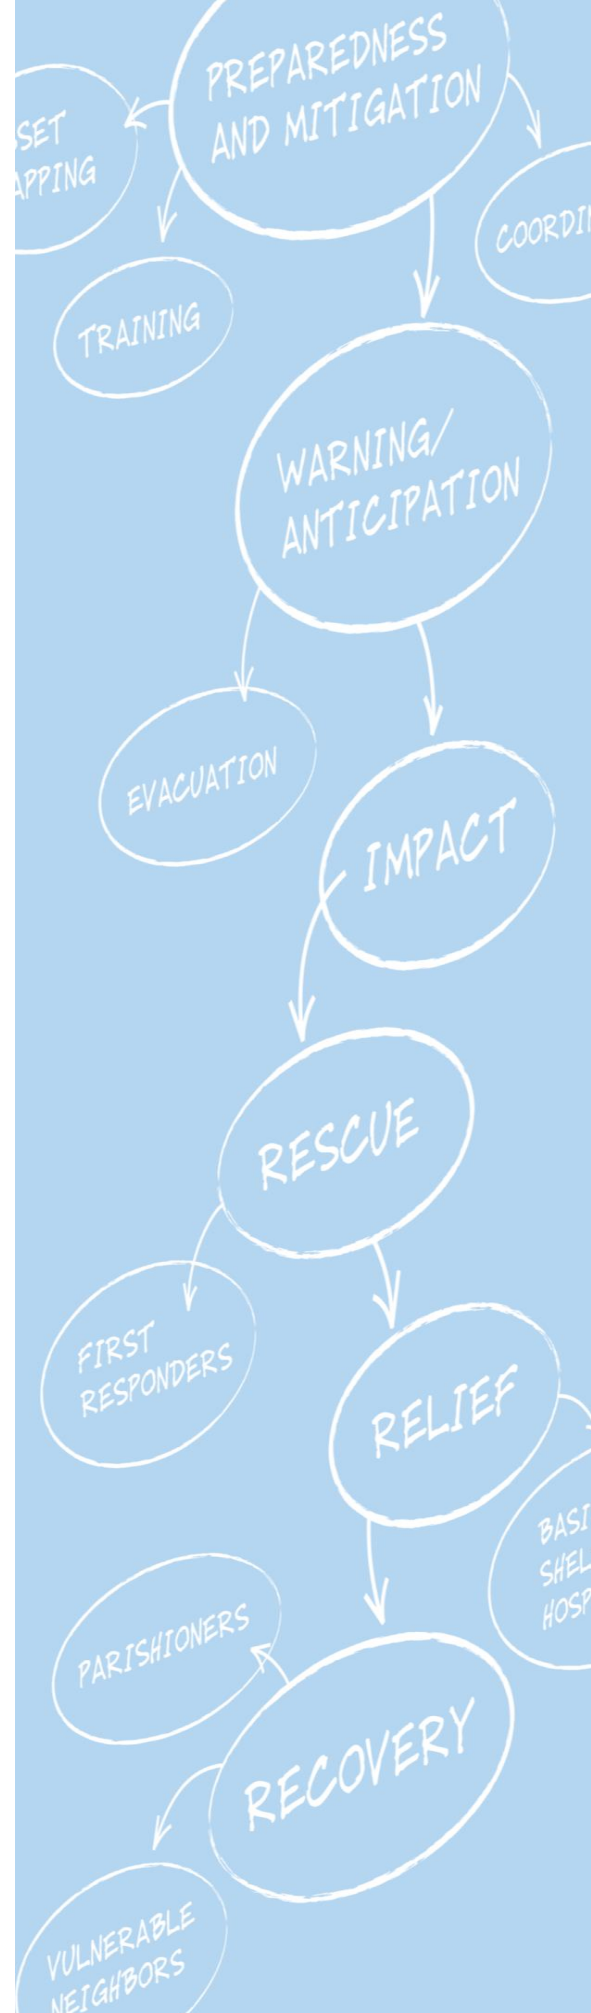 PREPAREDNESS
AND MITIGATION
SET
APPING
COORDI
TRAINING
WARNING/
ANTICIPATION
EVACUATION
IMPACT
RESCUE
FIRST
RESPONDERS
RELIEF
BASI
SHEL
HOSP
PARISHIONERS
RECOVERY
VULNERABLE
NEIGHBORS